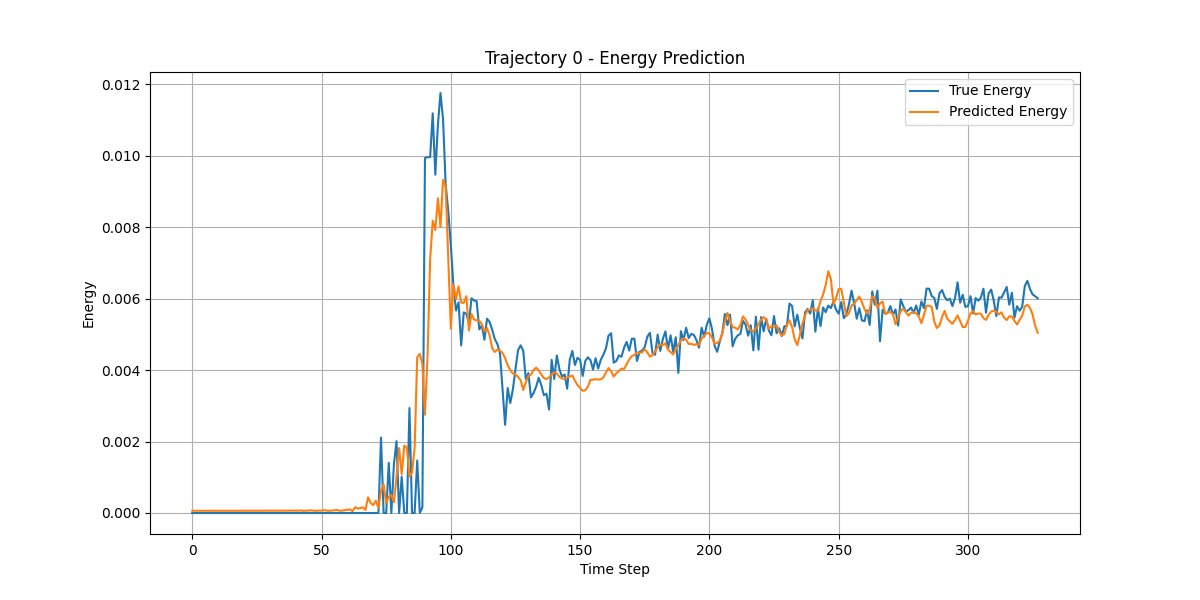 Trajectory 0 - Energy Prediction
True Energy
Predicted Energy
Energy
0.012
0.010
0.008
0.006
0.004
0.002
0.000
0 50 100 150 200 250 300
Time Step